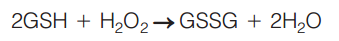 2GSH + H₂O₂ → GSSG + 2H₂O